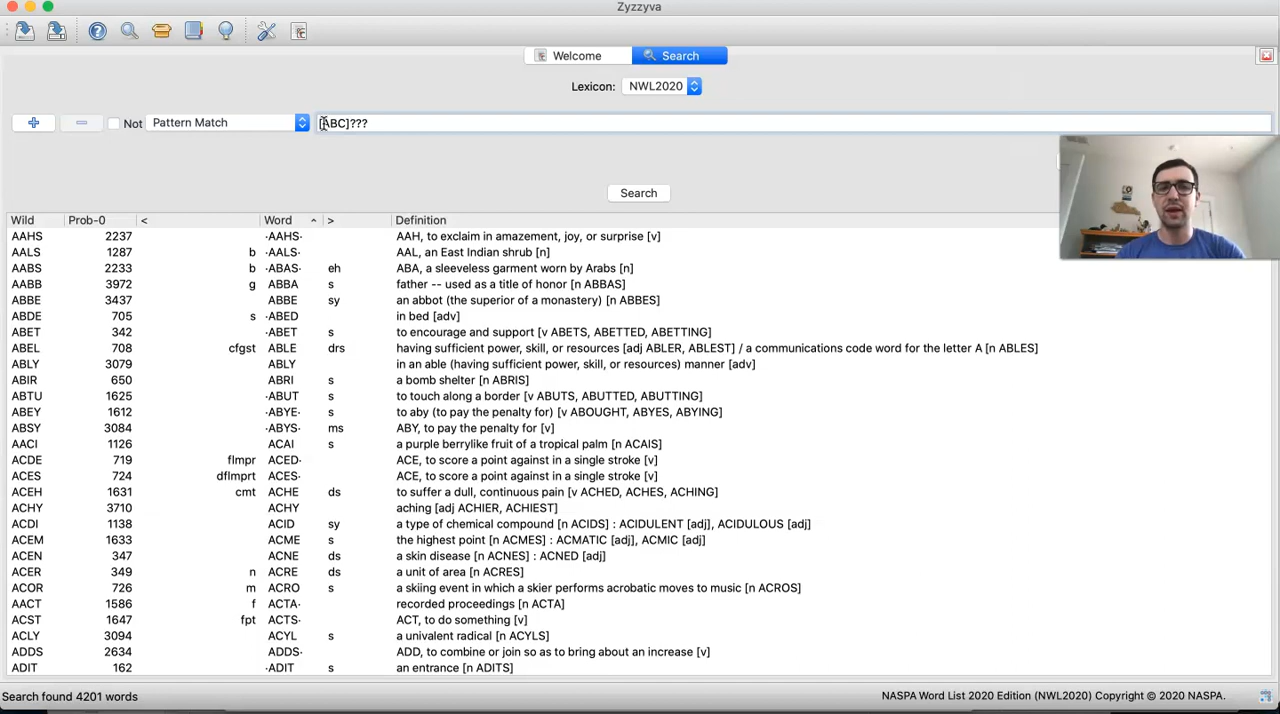 Zyzzyva
Welcome Search
Lexicon: NWL2020
Not Pattern Match [ABC]???
Search
Wild Prob-0 < Word > Definition
AAHS 2237 ·AAHS· AAH, to exclaim in amazement, joy, or surprise [v]
AALS 1287 b ·AALS· AAL, an East Indian shrub [n]
AABS 2233 b ·ABAS· eh ABA, a sleeveless garment worn by Arabs [n]
AABB 3972 g ABBA s father -- used as a title of honor [n ABBAS]
ABBE 3437 ABBE sy an abbot (the superior of a monastery) [n ABBES]
ABDE 705 s ·ABED in bed [adv]
ABET 342 ·ABET s to encourage and support [v ABETS, ABETTED, ABETTING]
ABEL 708 cfgst ABLE drs having sufficient power, skill, or resources [adj ABLER, ABLEST] / a communications code word for the letter A [n ABLES]
ABLY 3079 ABLY in an able (having sufficient power, skill, or resources) manner [adv]
ABIR 650 ABRI s a bomb shelter [n ABRIS]
ABTU 1625 ·ABUT s to touch along a border [v ABUTS, ABUTTED, ABUTTING]
ABEY 1612 ·ABYE· s to aby (to pay the penalty for) [v ABOUGHT, ABYES, ABYING]
ABSY 3084 ·ABYS· ms ABY, to pay the penalty for [v]
AACI 1126 ACAI s a purple berrylike fruit of a tropical palm [n ACAIS]
ACDE 719 flmpr ACED· ACE, to score a point against in a single stroke [v]
ACES 724 dflmprt ACES· ACE, to score a point against in a single stroke [v]
ACEH 1631 cmt ACHE ds to suffer a dull, continuous pain [v ACHED, ACHES, ACHING]
ACHY 3710 ACHY aching [adj ACHIER, ACHIEST]
ACDI 1138 ACID sy a type of chemical compound [n ACIDS] : ACIDULENT [adj], ACIDULOUS [adj]
ACEM 1633 ACME s the highest point [n ACMES] : ACMATIC [adj], ACMIC [adj]
ACEN 347 ACNE ds a skin disease [n ACNES] : ACNED [adj]
ACER 349 n ACRE ds a unit of area [n ACRES]
ACOR 726 m ACRO s a skiing event in which a skier performs acrobatic moves to music [n ACROS]
AACT 1586 f ACTA· recorded proceedings [n ACTA]
ACST 1647 fpt ACTS· ACT, to do something [v]
ACLY 3094 ACYL s a univalent radical [n ACYLS]
ADDS 2634 ADDS· ADD, to combine or join so as to bring about an increase [v]
ADIT 162 ·ADIT s an entrance [n ADITS]
Search found 4201 words NASPA Word List 2020 Edition (NWL2020) Copyright © 2020 NASPA.